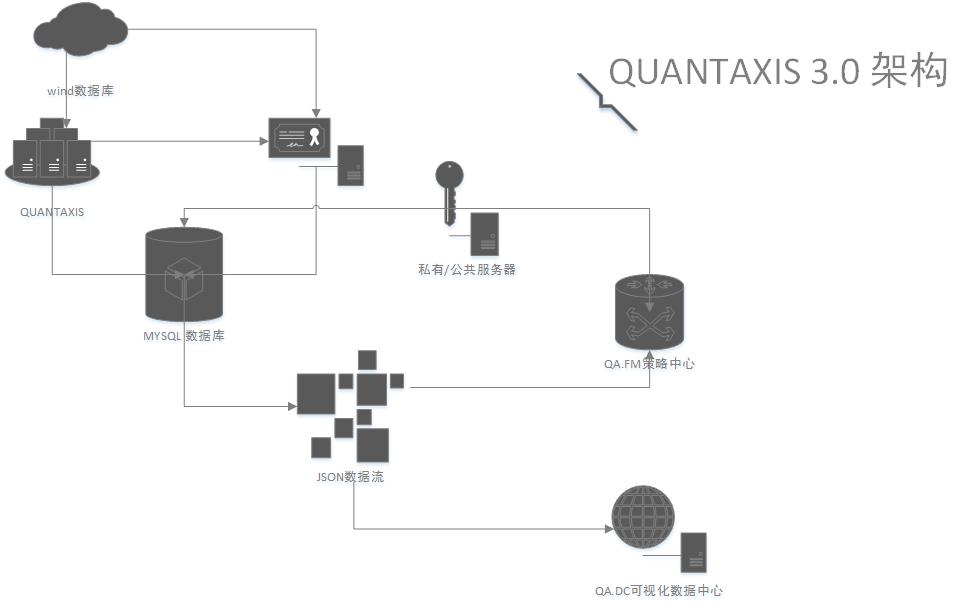 QUANTAXIS 3.0 架构
wind数据库
QUANTAXIS
私有/公共服务器
MYSQL 数据库
QA.FM策略中心
JSON数据流
QA.DC可视化数据中心